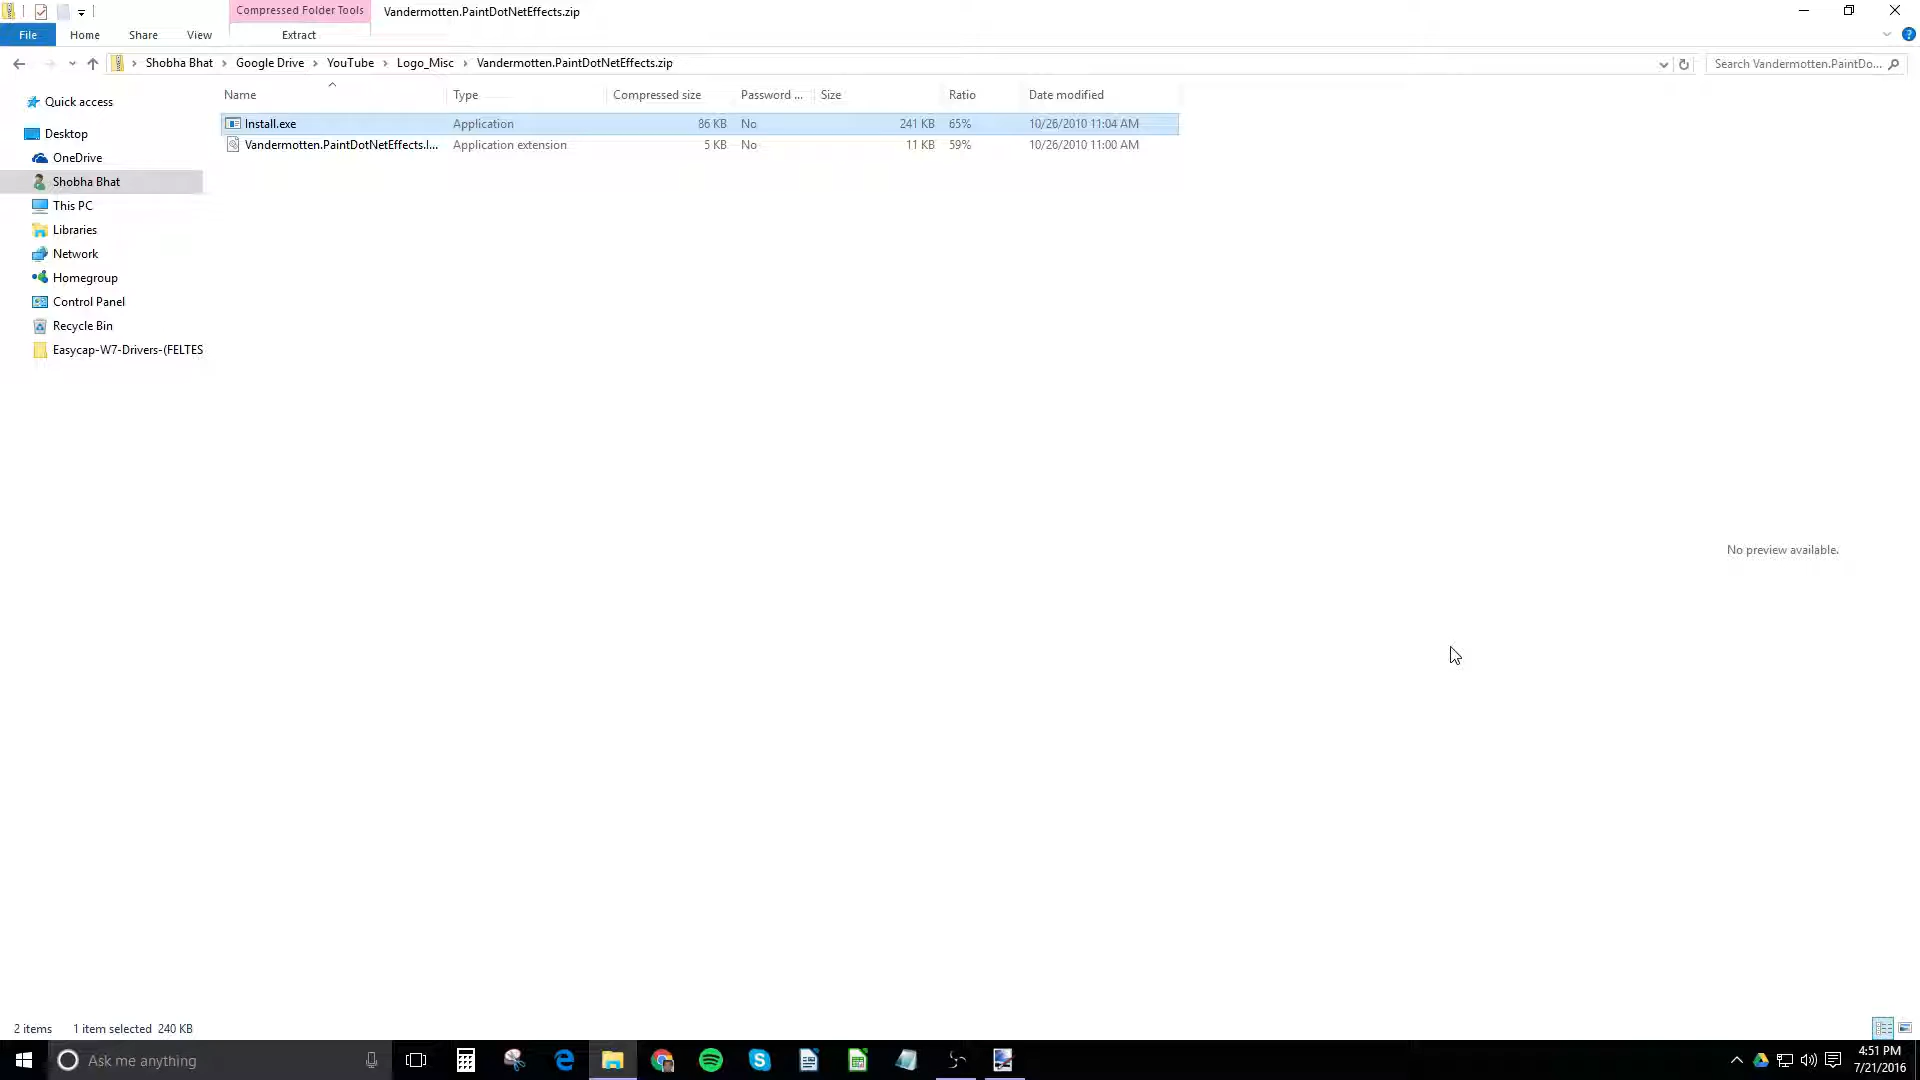 Compressed Folder Tools
Vandermotten.PaintDotNetEffects.zip
File Home Share View Extract
Shobha Bhat Google Drive YouTube Logo_Misc Vandermotten.PaintDotNetEffects.zip
Search Vandermotten.PaintDo...
Name Type Compressed size Password ... Size Ratio Date modified
Install.exe Application 86 KB No 241 KB 65% 10/26/2010 11:04 AM
Vandermotten.PaintDotNetEffects.I... Application extension 5 KB No 11 KB 59% 10/26/2010 11:00 AM
Quick access
Desktop
OneDrive
Shobha Bhat
This PC
Libraries
Network
Homegroup
Control Panel
Recycle Bin
Easycap-W7-Drivers-(FELTES
No preview available.
2 items 1 item selected 240 KB
Ask me anything
4:51 PM
7/21/2016